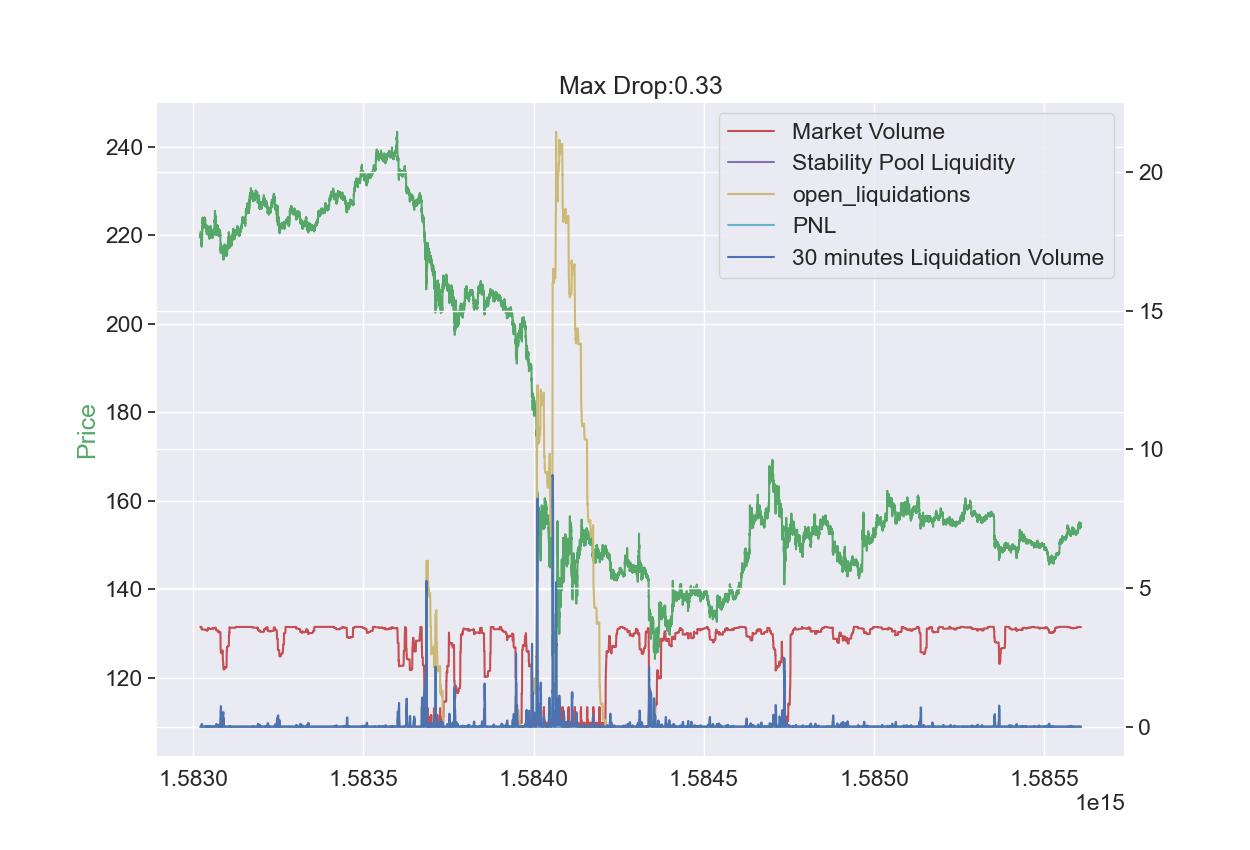 Max Drop:0.33
Market Volume
Stability Pool Liquidity
open_liquidations
PNL
30 minutes Liquidation Volume
Price
240
220
200
180
160
140
120
20
15
10
5
0
1.5830 1.5835 1.5840 1.5845 1.5850 1.5855
1e15